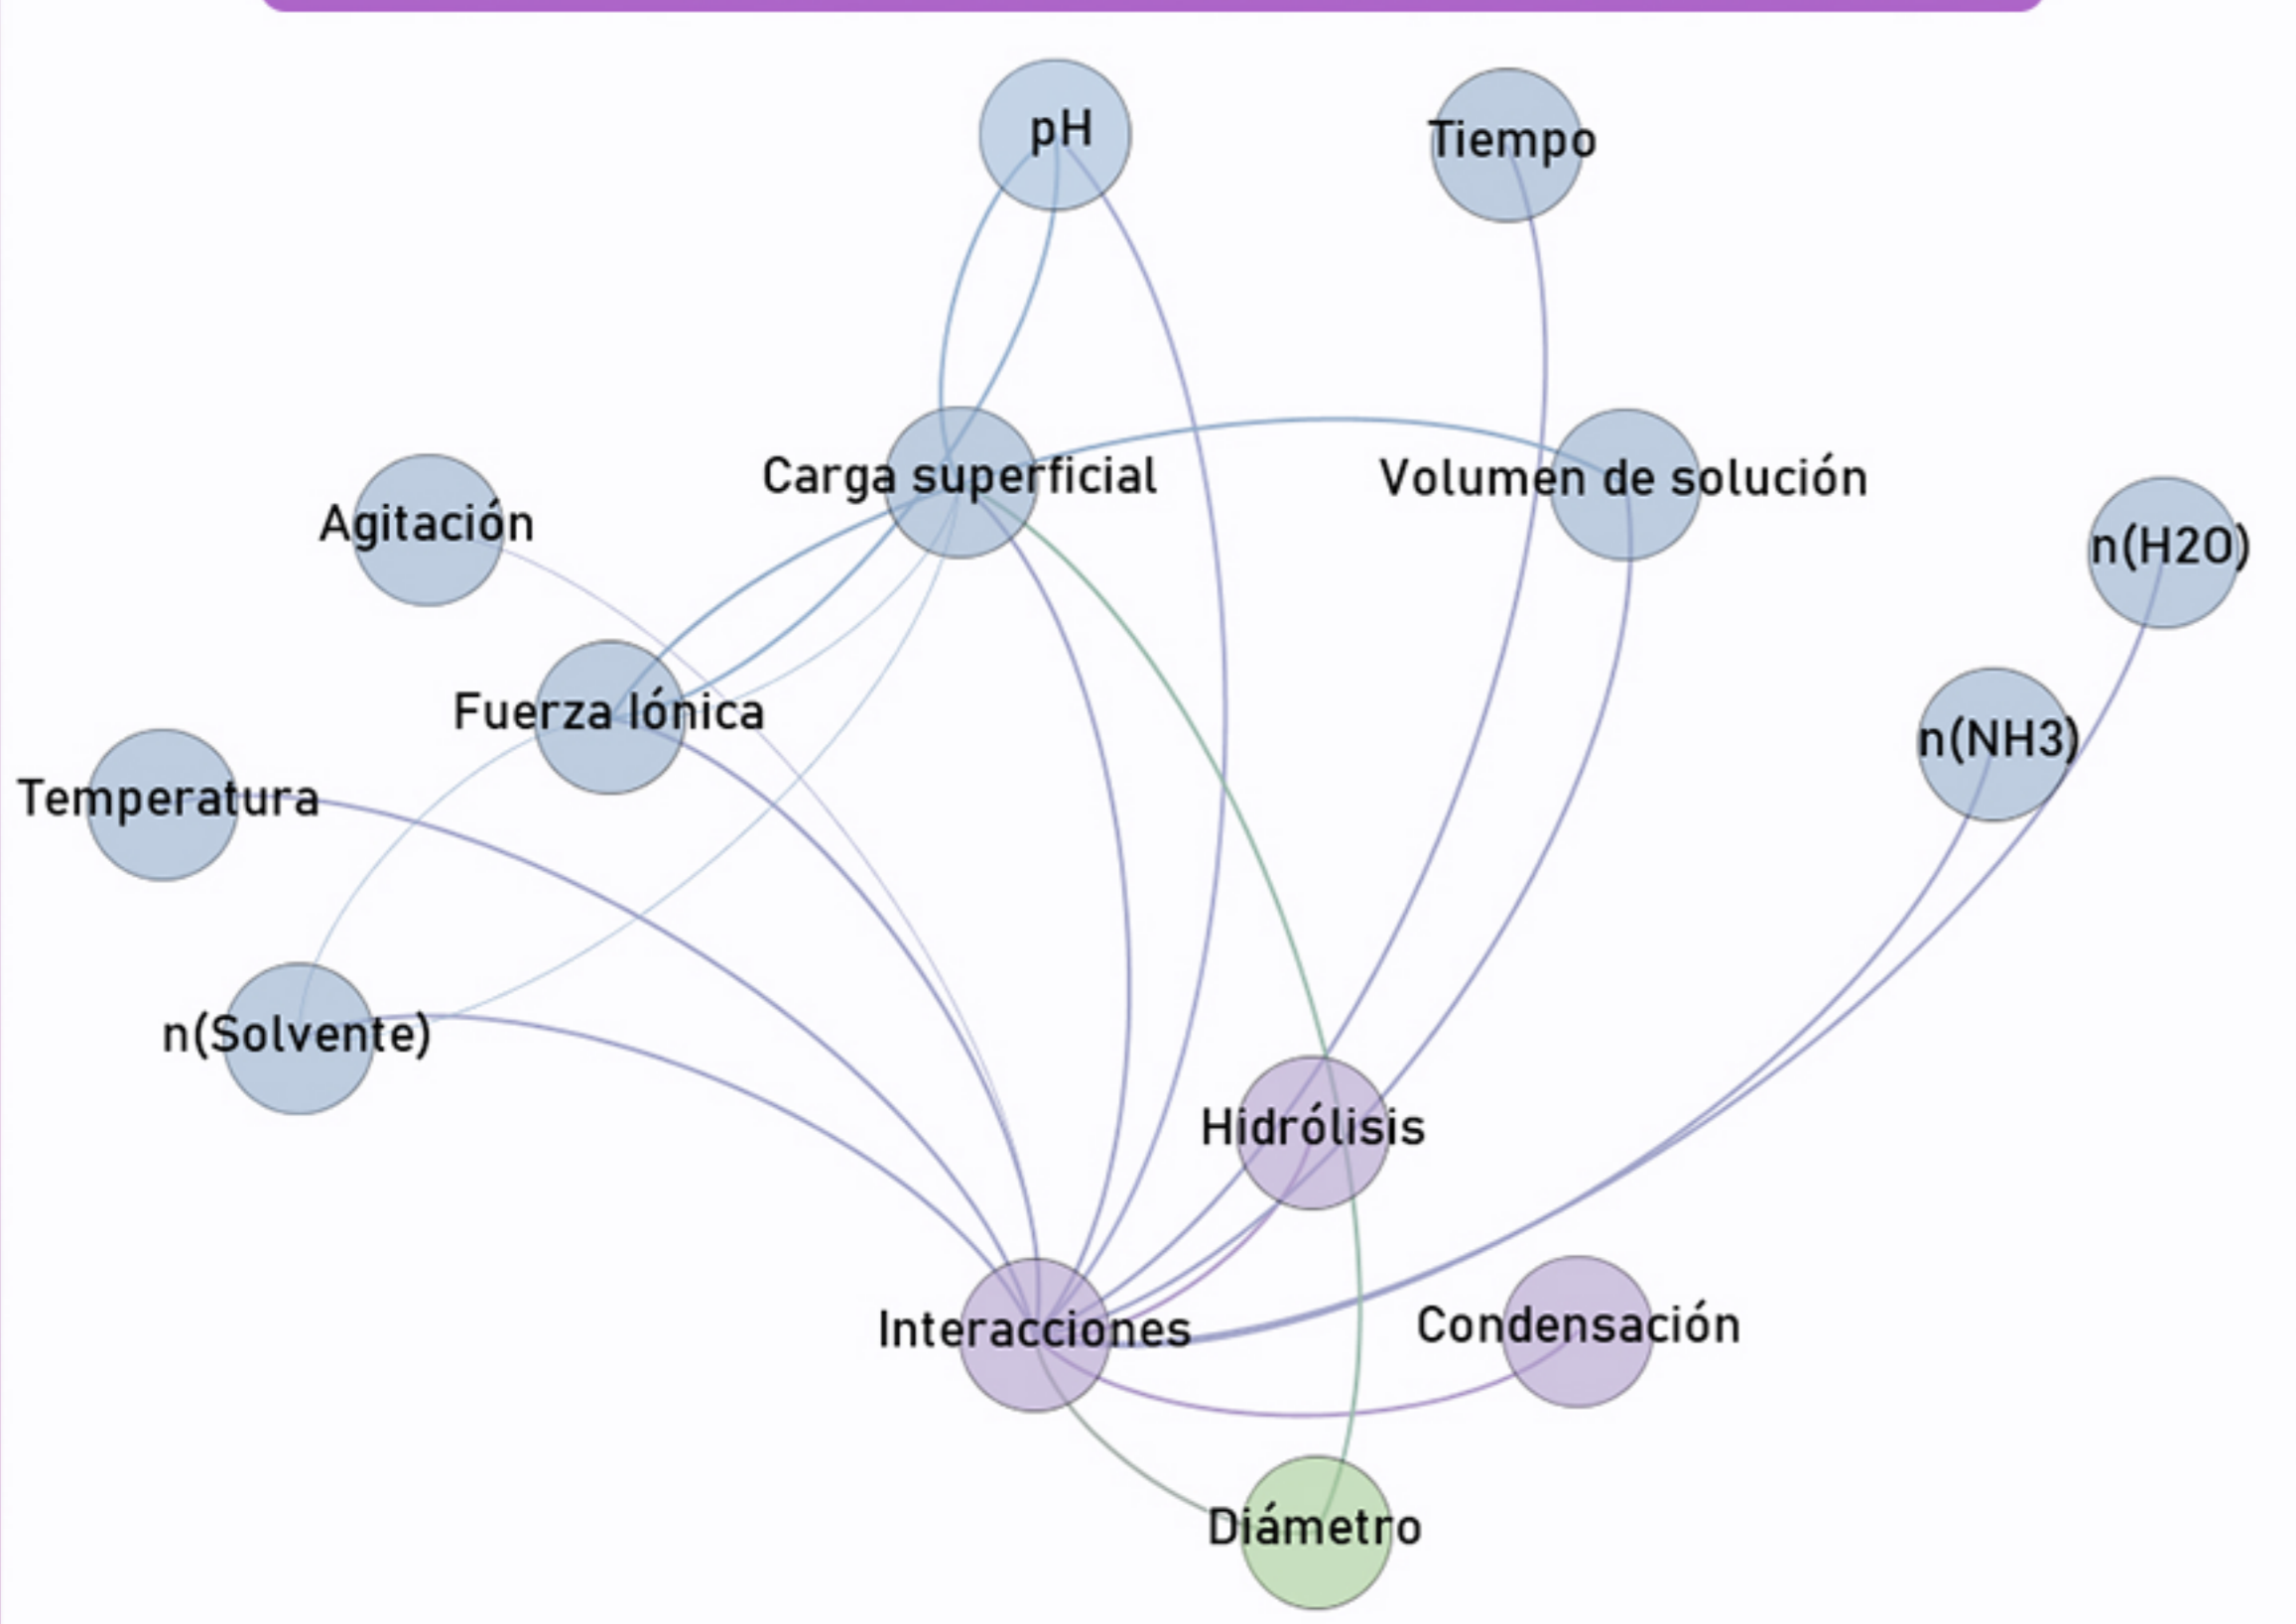 pH
Tiempo
Carga superficial
Volumen de solución
Agitación
n(H2O)
Fuerza Iónica
n(NH3)
Temperatura
n(Solvente)
Hidrólisis
Interacciones
Condensación
Diámetro